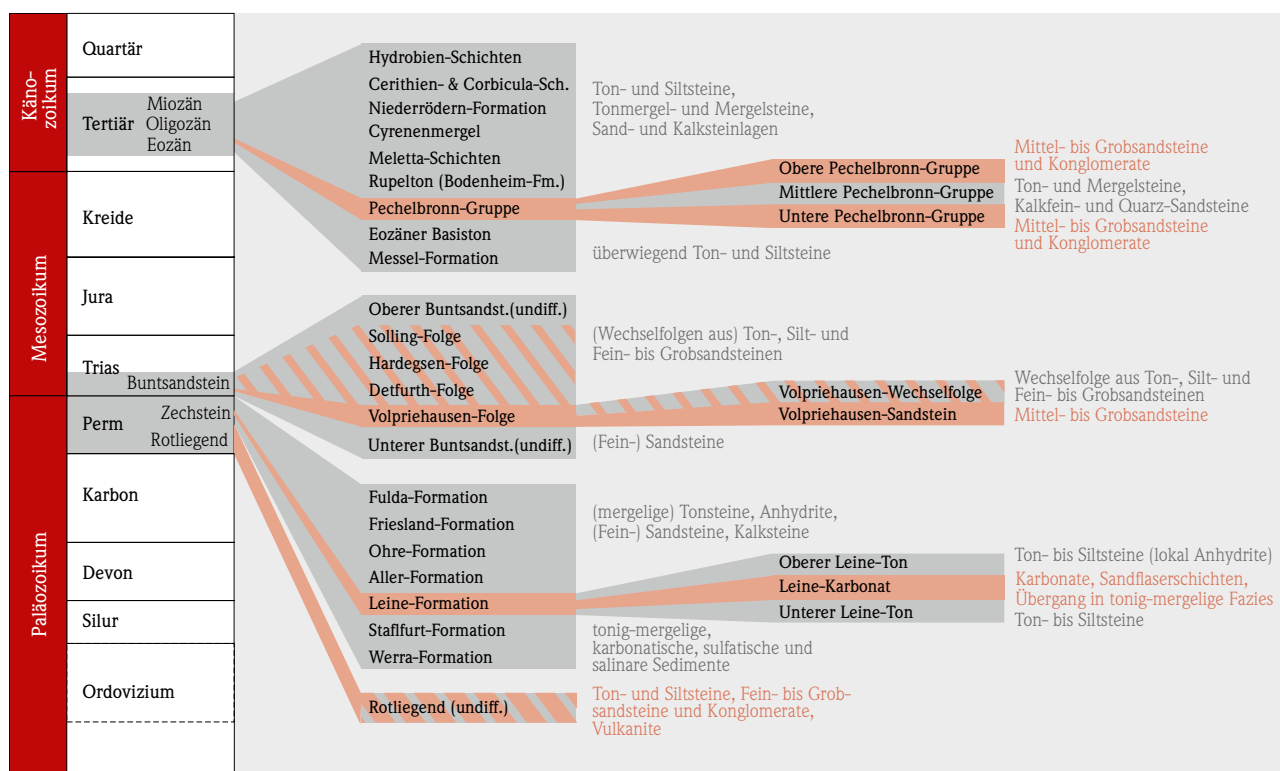 Käno-
zoikum
Mesozoikum
Paläozoikum
Quartär
Tertiär
Miozän
Oligozän
Eozän
Kreide
Jura
Trias
Buntsandstein
Perm
Zechstein
Rotliegend
Karbon
Devon
Silur
Ordovizium
Hydrobien-Schichten
Cerithien- & Corbicula-Sch.
Niederrödern-Formation
Cyrenenmergel
Meletta-Schichten
Rupelton (Bodenheim-Fm.)
Pechelbronn-Gruppe
Eozäner Basiston
Messel-Formation
Ton- und Siltsteine,
Tonmergel- und Mergelsteine,
Sand- und Kalksteinlagen
überwiegend Ton- und Siltsteine
Obere Pechelbronn-Gruppe
Mittlere Pechelbronn-Gruppe
Untere Pechelbronn-Gruppe
Mittel- bis Grobsandsteine
und Konglomerate
Ton- und Mergelsteine,
Kalkfein- und Quarz-Sandsteine
Mittel- bis Grobsandsteine
und Konglomerate
Oberer Buntsandst.(undiff.)
Solling-Folge
Hardegsen-Folge
Detfurth-Folge
Volpriehausen-Folge
Unterer Buntsandst.(undiff.)
(Wechselfolgen aus) Ton-, Silt- und
Fein- bis Grobsandsteinen
(Fein-) Sandsteine
Volpriehausen-Wechselfolge
Volpriehausen-Sandstein
Wechselfolge aus Ton-, Silt- und
Fein- bis Grobsandsteinen
Mittel- bis Grobsandsteine
Fulda-Formation
Friesland-Formation
Ohre-Formation
Aller-Formation
Leine-Formation
Staflfurt-Formation
Werra-Formation
(mergelige) Tonsteine, Anhydrite,
(Fein-) Sandsteine, Kalksteine
tonig-mergelige,
karbonatische, sulfatische und
salinare Sedimente
Oberer Leine-Ton
Leine-Karbonat
Unterer Leine-Ton
Ton- bis Siltsteine (lokal Anhydrite)
Karbonate, Sandflaserschichten,
Übergang in tonig-mergelige Fazies
Ton- bis Siltsteine
Rotliegend (undiff.)
Ton- und Siltsteine, Fein- bis Grob-
sandsteine und Konglomerate,
Vulkanite